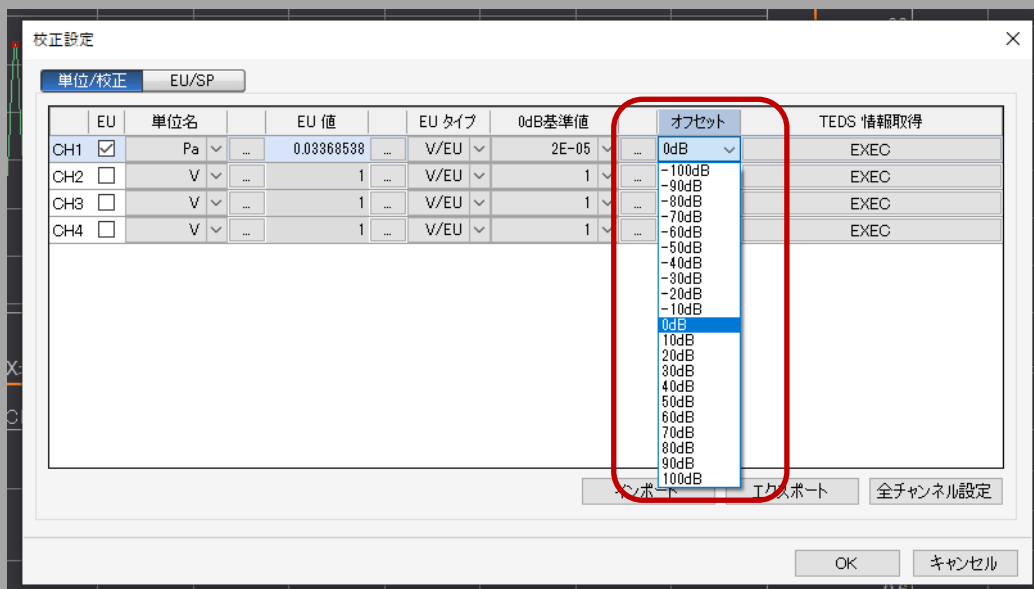 校正設定
単位/校正 EU/SP
EU 単位名 EU 値 EU タイプ 0dB基準値 オフセット TEDS 情報取得
CH1 Pa ... 0.03368538 ... V/EU 2E-05 ... 0dB EXEC
CH2 V ... 1 ... V/EU 1 ... EXEC
CH3 V ... 1 ... V/EU 1 ... EXEC
CH4 V ... 1 ... V/EU 1 ... EXEC
-100dB
-90dB
-80dB
-70dB
-60dB
-50dB
-40dB
-30dB
-20dB
-10dB
0dB
10dB
20dB
30dB
40dB
50dB
60dB
70dB
80dB
90dB
100dB
インポート エクスポート 全チャンネル設定
OK キャンセル
X: